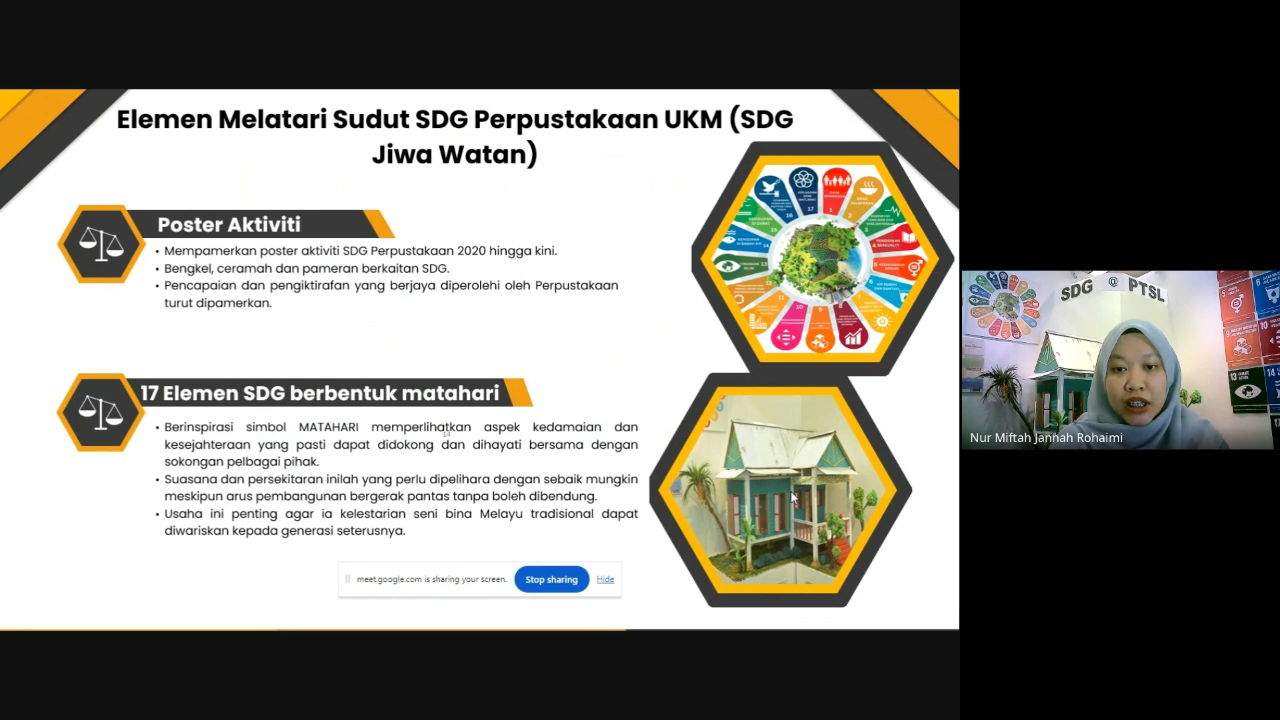 Elemen Melatari Sudut SDG Perpustakaan UKM (SDG
Jiwa Watan)
Poster Aktiviti
• Mempamerkan poster aktiviti SDG Perpustakaan 2020 hingga kini.
• Bengkel, ceramah dan pameran berkaitan SDG.
• Pencapaian dan pengiktirafan yang berjaya diperolehi oleh Perpustakaan
turut dipamerkan.
17 Elemen SDG berbentuk matahari
• Berinspirasi simbol MATAHARI memperlihatkan aspek kedamaian dan
kesejahteraan yang pasti dapat didokong dan dihayati bersama dengan
sokongan pelbagai pihak.
• Suasana dan persekitaran inilah yang perlu dipelihara dengan sebaik mungkin
meskipun arus pembangunan bergerak pantas tanpa boleh dibendung.
• Usaha ini penting agar ia kelestarian seni bina Melayu tradisional dapat
diwariskan kepada generasi seterusnya.
14
meet.google.com is sharing your screen.
Stop sharing
Hide
SDG @ PTSL
Nur Miftah Jannah Rohaimi